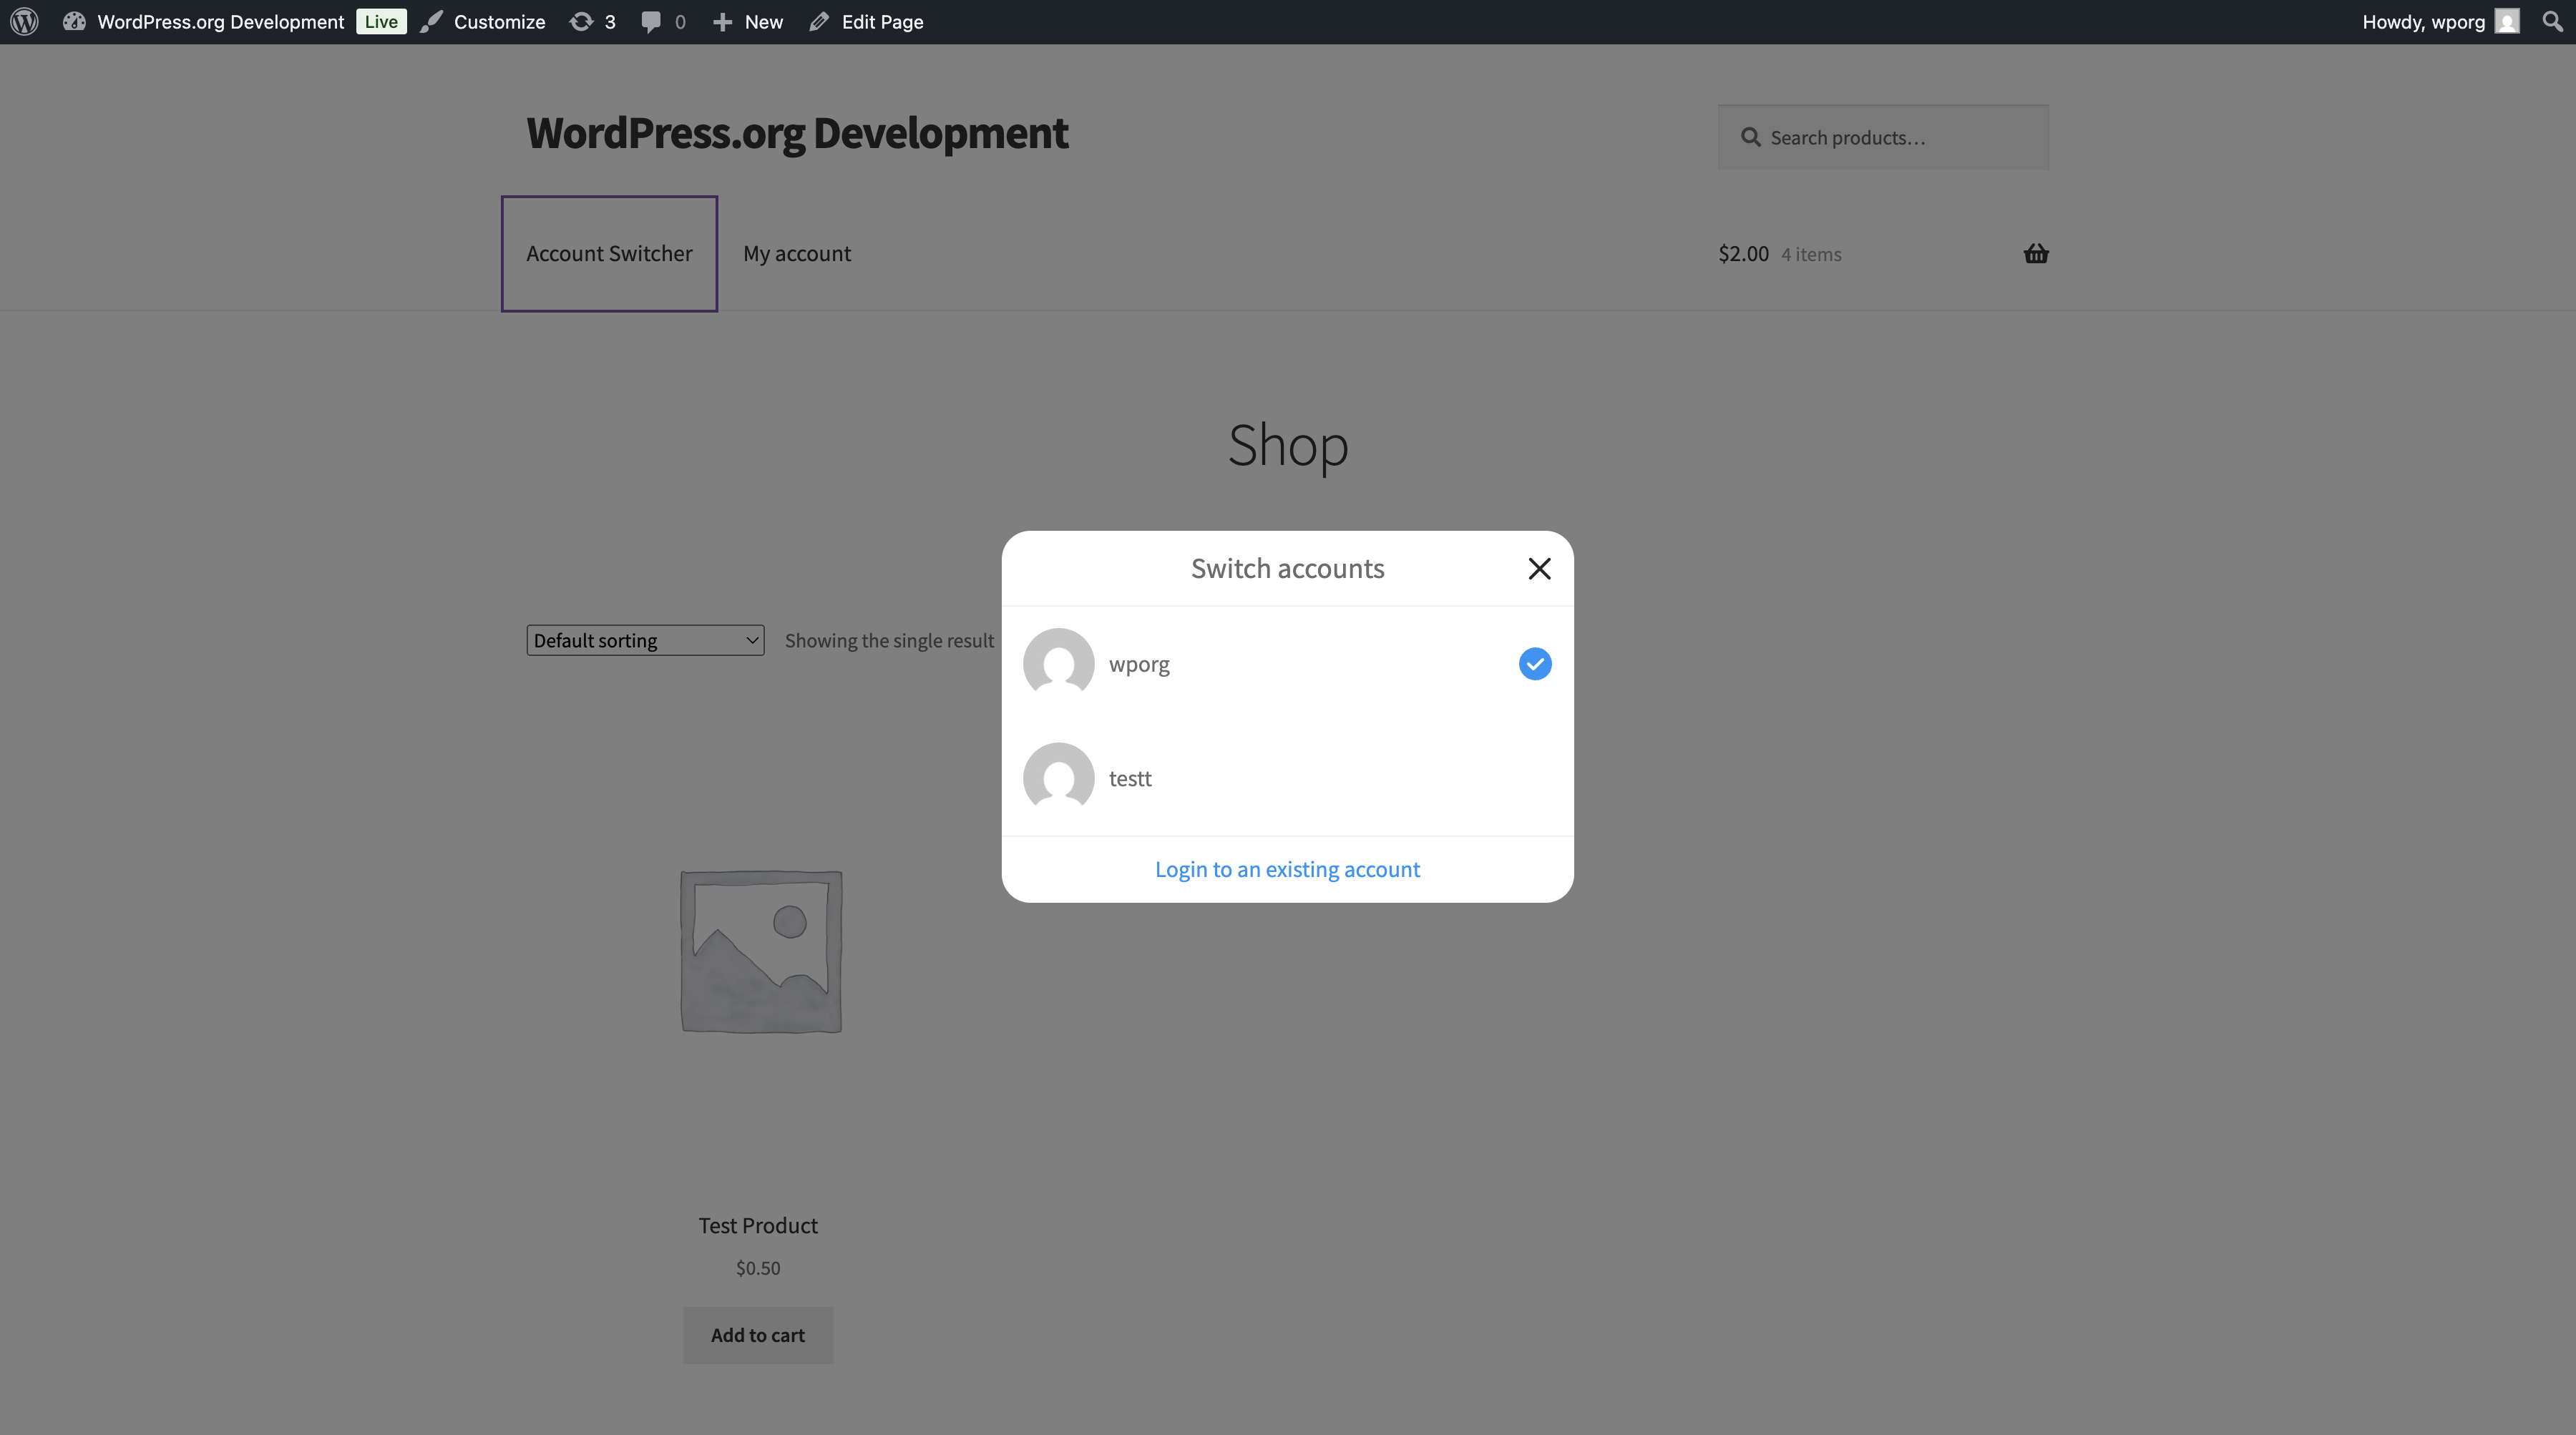 WordPress.org Development Live Customize 3 0 New Edit Page Howdy, wporg
WordPress.org Development
Search products…
Account Switcher My account $2.00 4 items
Shop
Switch accounts
Default sorting Showing the single result
wporg
testt
Login to an existing account
Test Product
$0.50
Add to cart